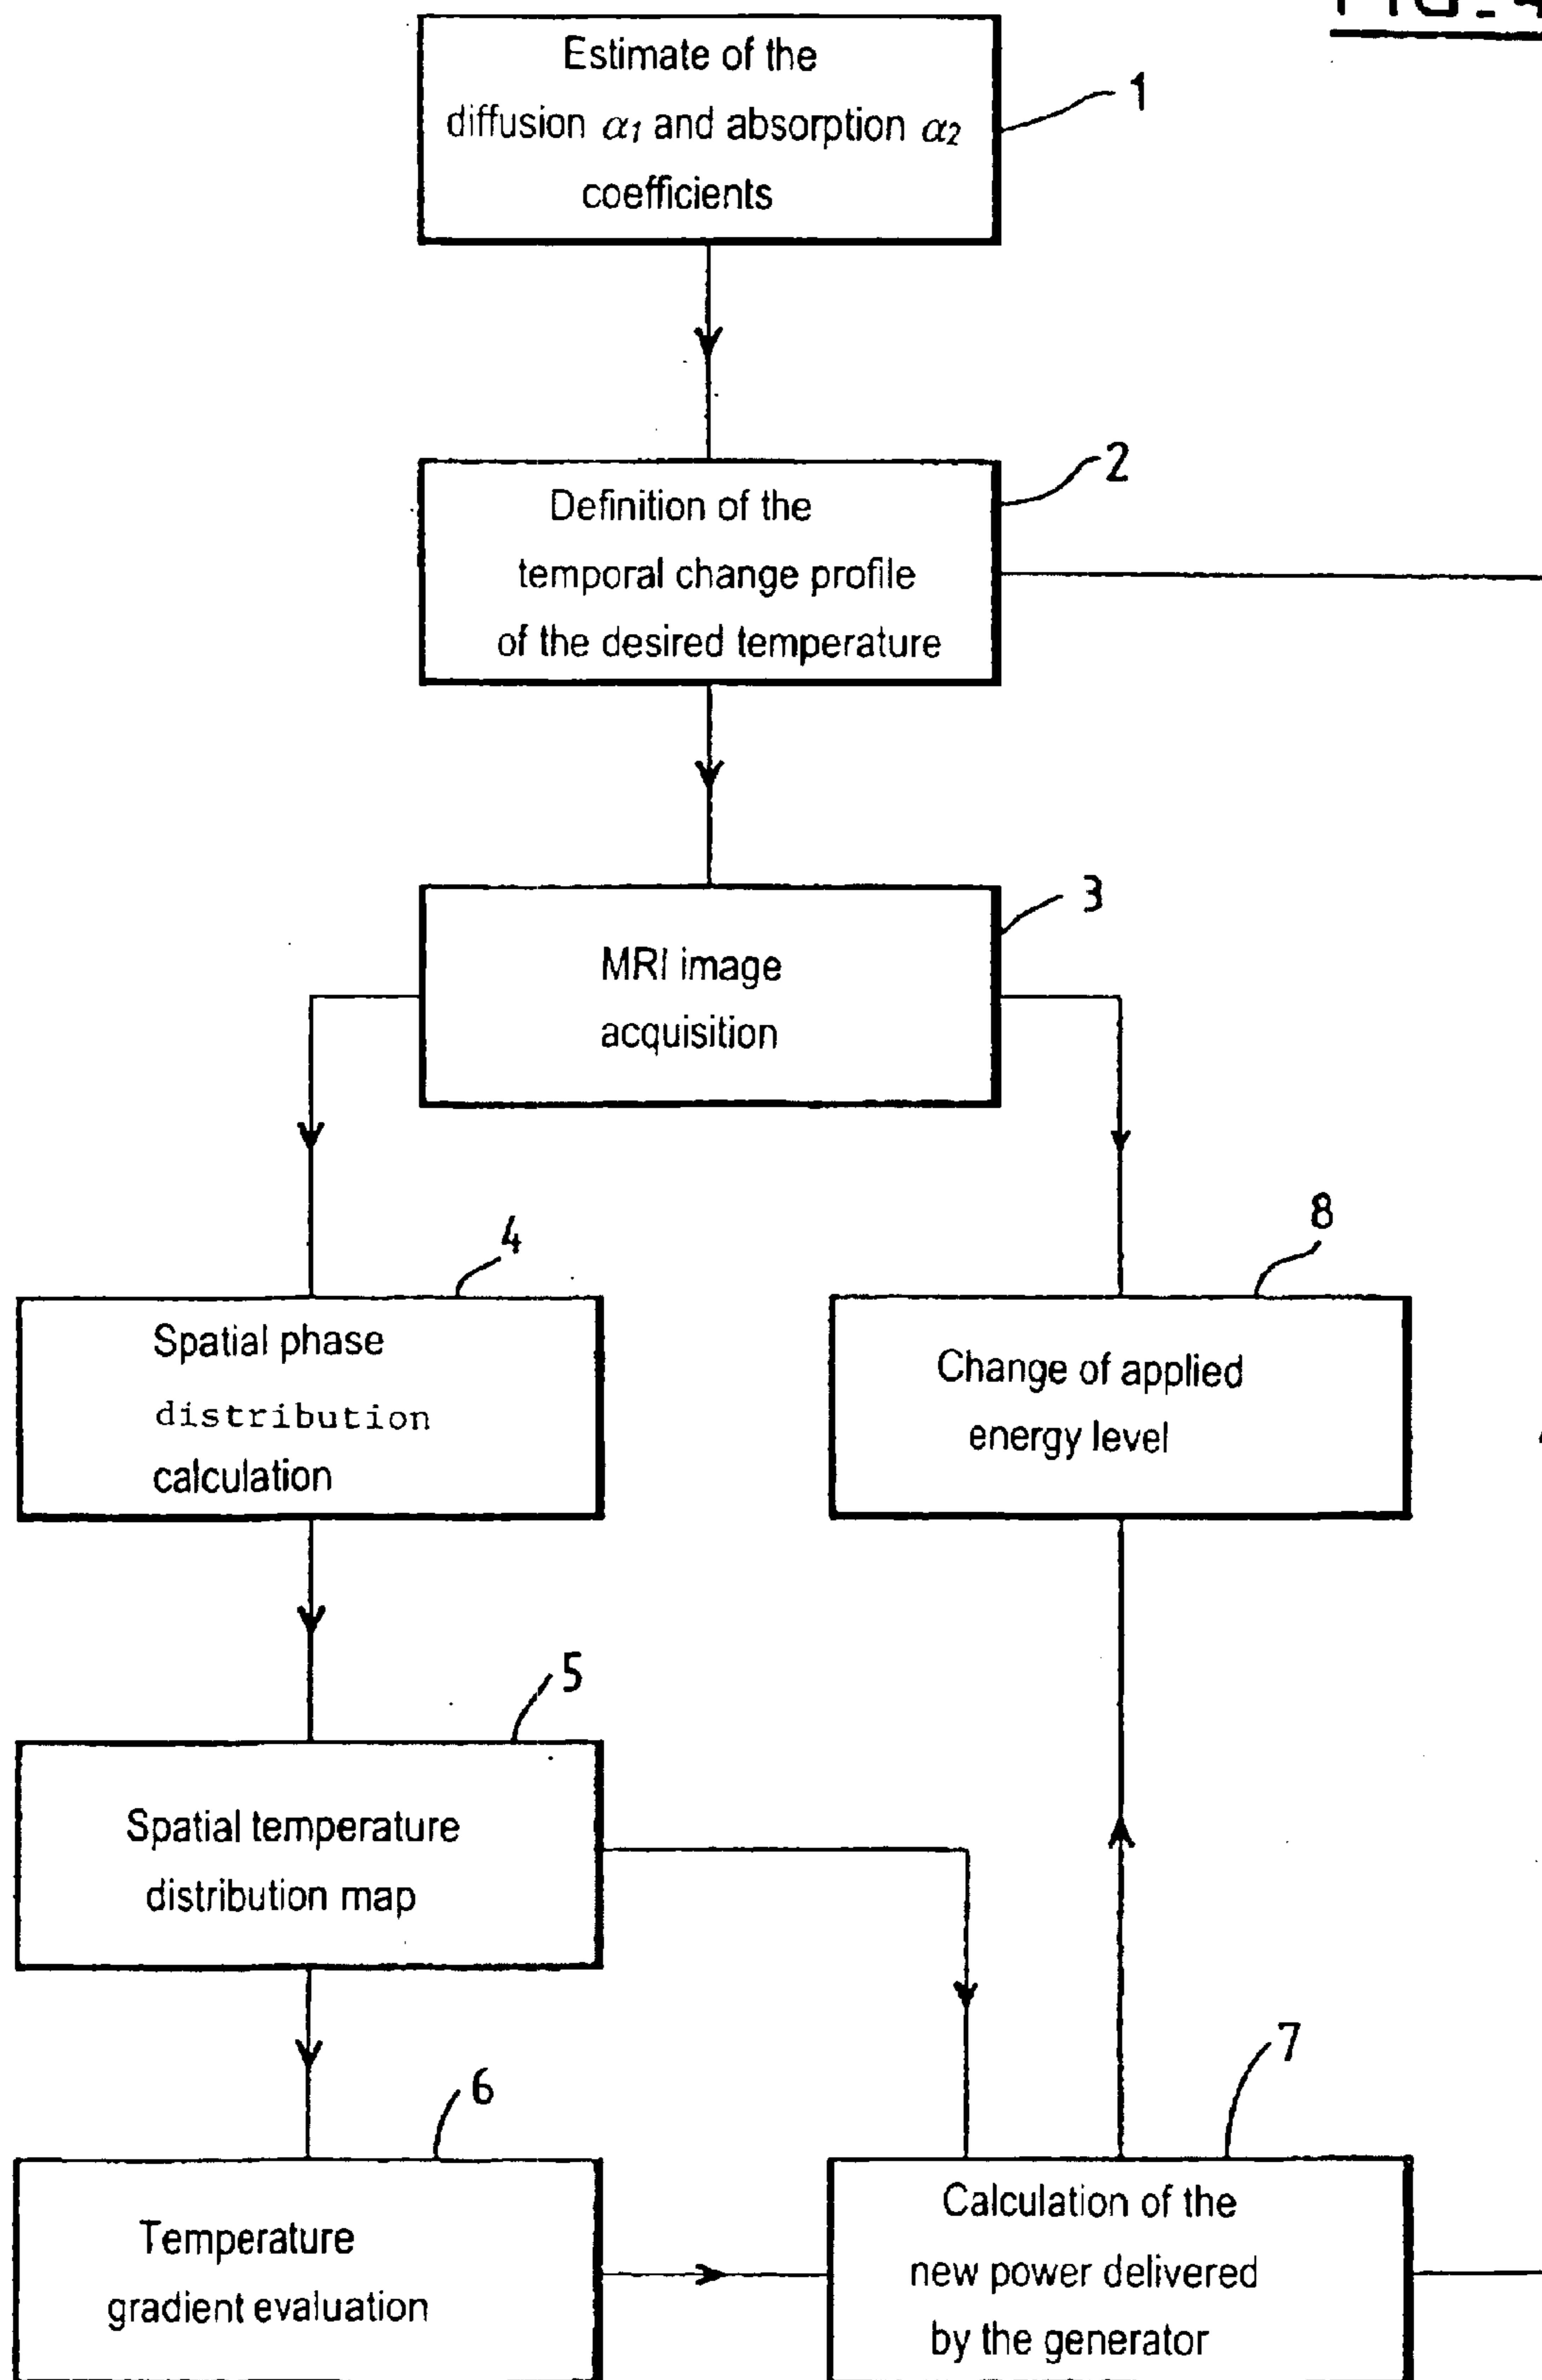 Estimate of the
diffusion α1 and absorption α2
coefficients
1
Definition of the
temporal change profile
of the desired temperature
2
MRI image
acquisition
3
4
Spatial phase
distribution
calculation
8
Change of applied
energy level
5
Spatial temperature
distribution map
6
Temperature
gradient evaluation
7
Calculation of the
new power delivered
by the generator